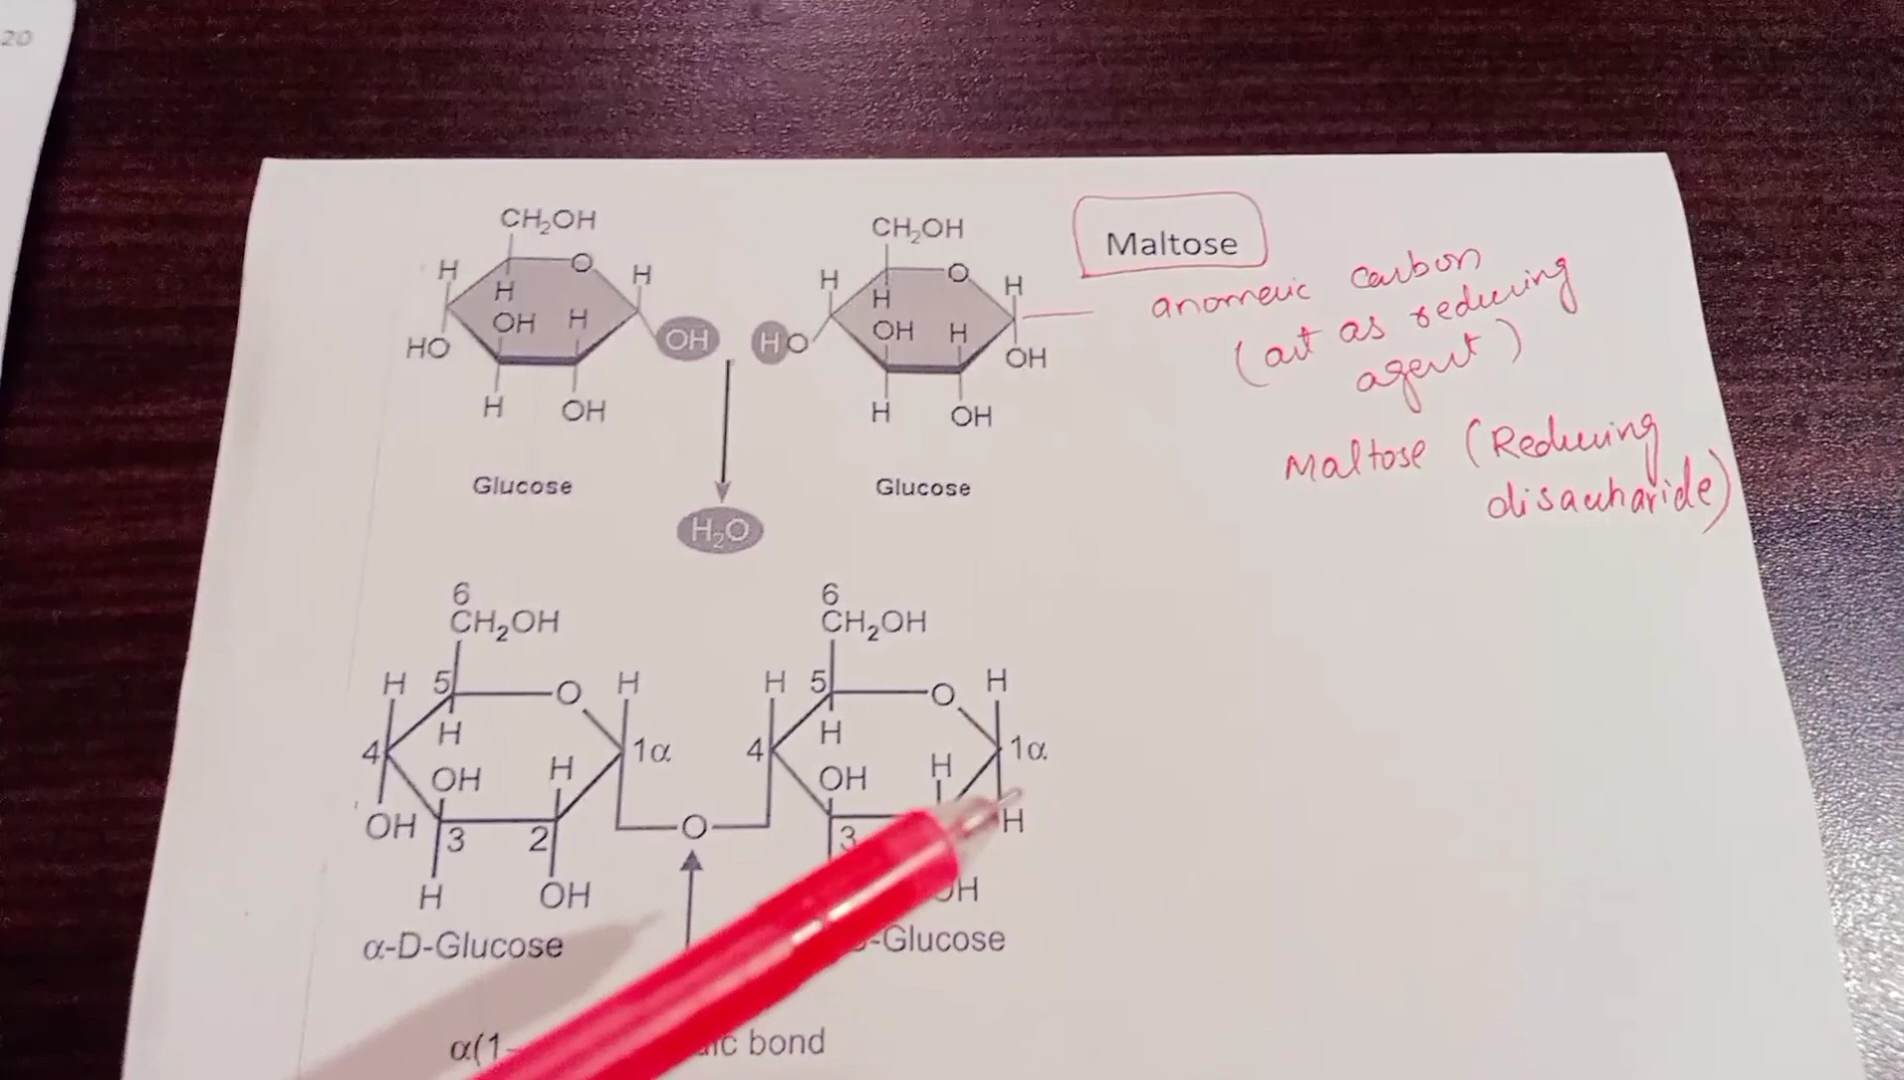 20
CH₂OH
CH₂OH
Maltose
H
O
H
H
O
H
H
H
anomeric carbon
OH
H
OH
H
(act as reducing
HO
OH
HO
OH
agent)
H
OH
H
OH
Maltose (Reducing
disaccharide)
Glucose
Glucose
H₂O
6
CH₂OH
6
CH₂OH
H
5
O
H
H
5
O
H
4
H
1α
4
H
1α
OH
H
OH
H
OH
3
2
O
3
H
H
OH
OH
α-D-Glucose
-Glucose
α(1
bond